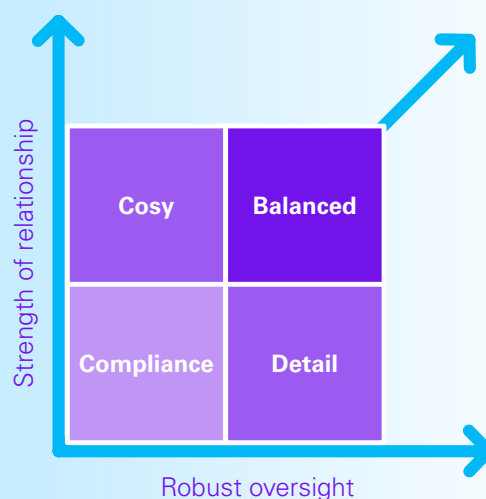 Strength of relationship
Cosy
Balanced
Compliance
Detail
Robust oversight